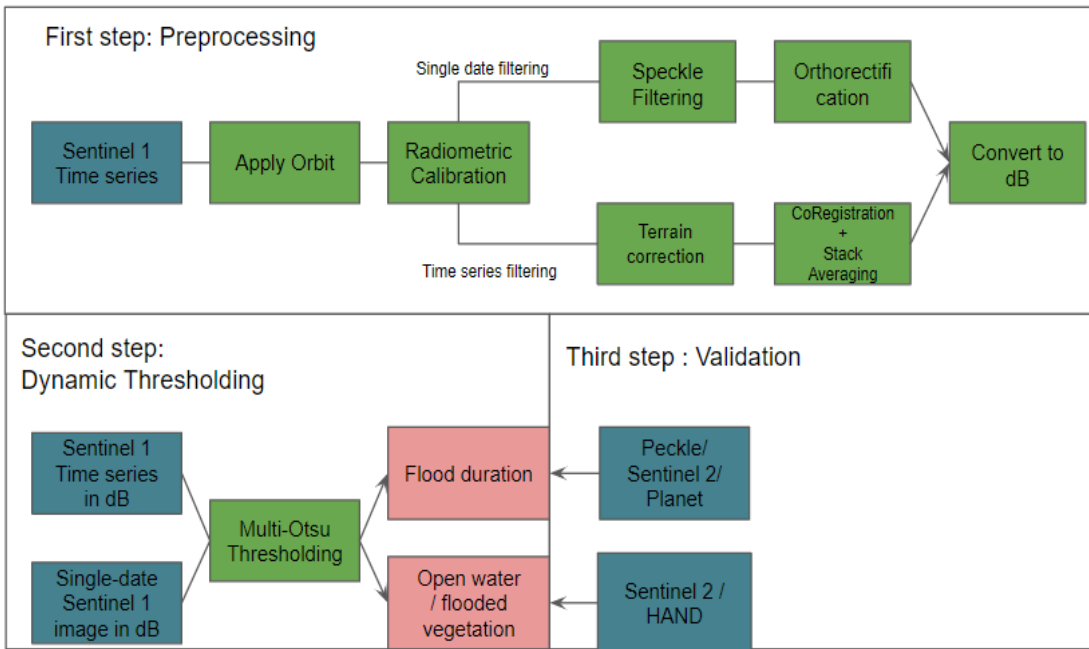 First step: Preprocessing
Single date filtering
Speckle
Filtering
Orthorectifi
cation
Sentinel 1
Time series
Apply Orbit
Radiometric
Calibration
Convert to
dB
Time series filtering
Terrain
correction
CoRegistration
+
Stack
Averaging
Second step:
Dynamic Thresholding
Sentinel 1
Time series
in dB
Single-date
Sentinel 1
image in dB
Multi-Otsu
Thresholding
Flood duration
Open water
/ flooded
vegetation
Third step : Validation
Peckle/
Sentinel 2/
Planet
Sentinel 2 /
HAND